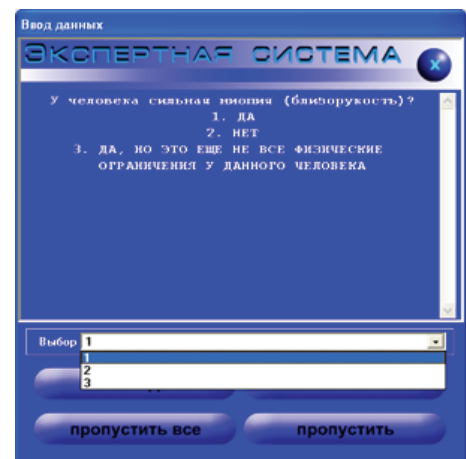 Ввод данных
ЭКСПЕРТНАЯ СИСТЕМА
x
У человека сильная миопия (близорукость)?
1. ДА
2. НЕТ
3. ДА, НО ЭТО ЕЩЕ НЕ ВСЕ ФИЗИЧЕСКИЕ
ОГРАНИЧЕНИЯ У ДАННОГО ЧЕЛОВЕКА
Выбор 1
1
2
3
пропустить все пропустить